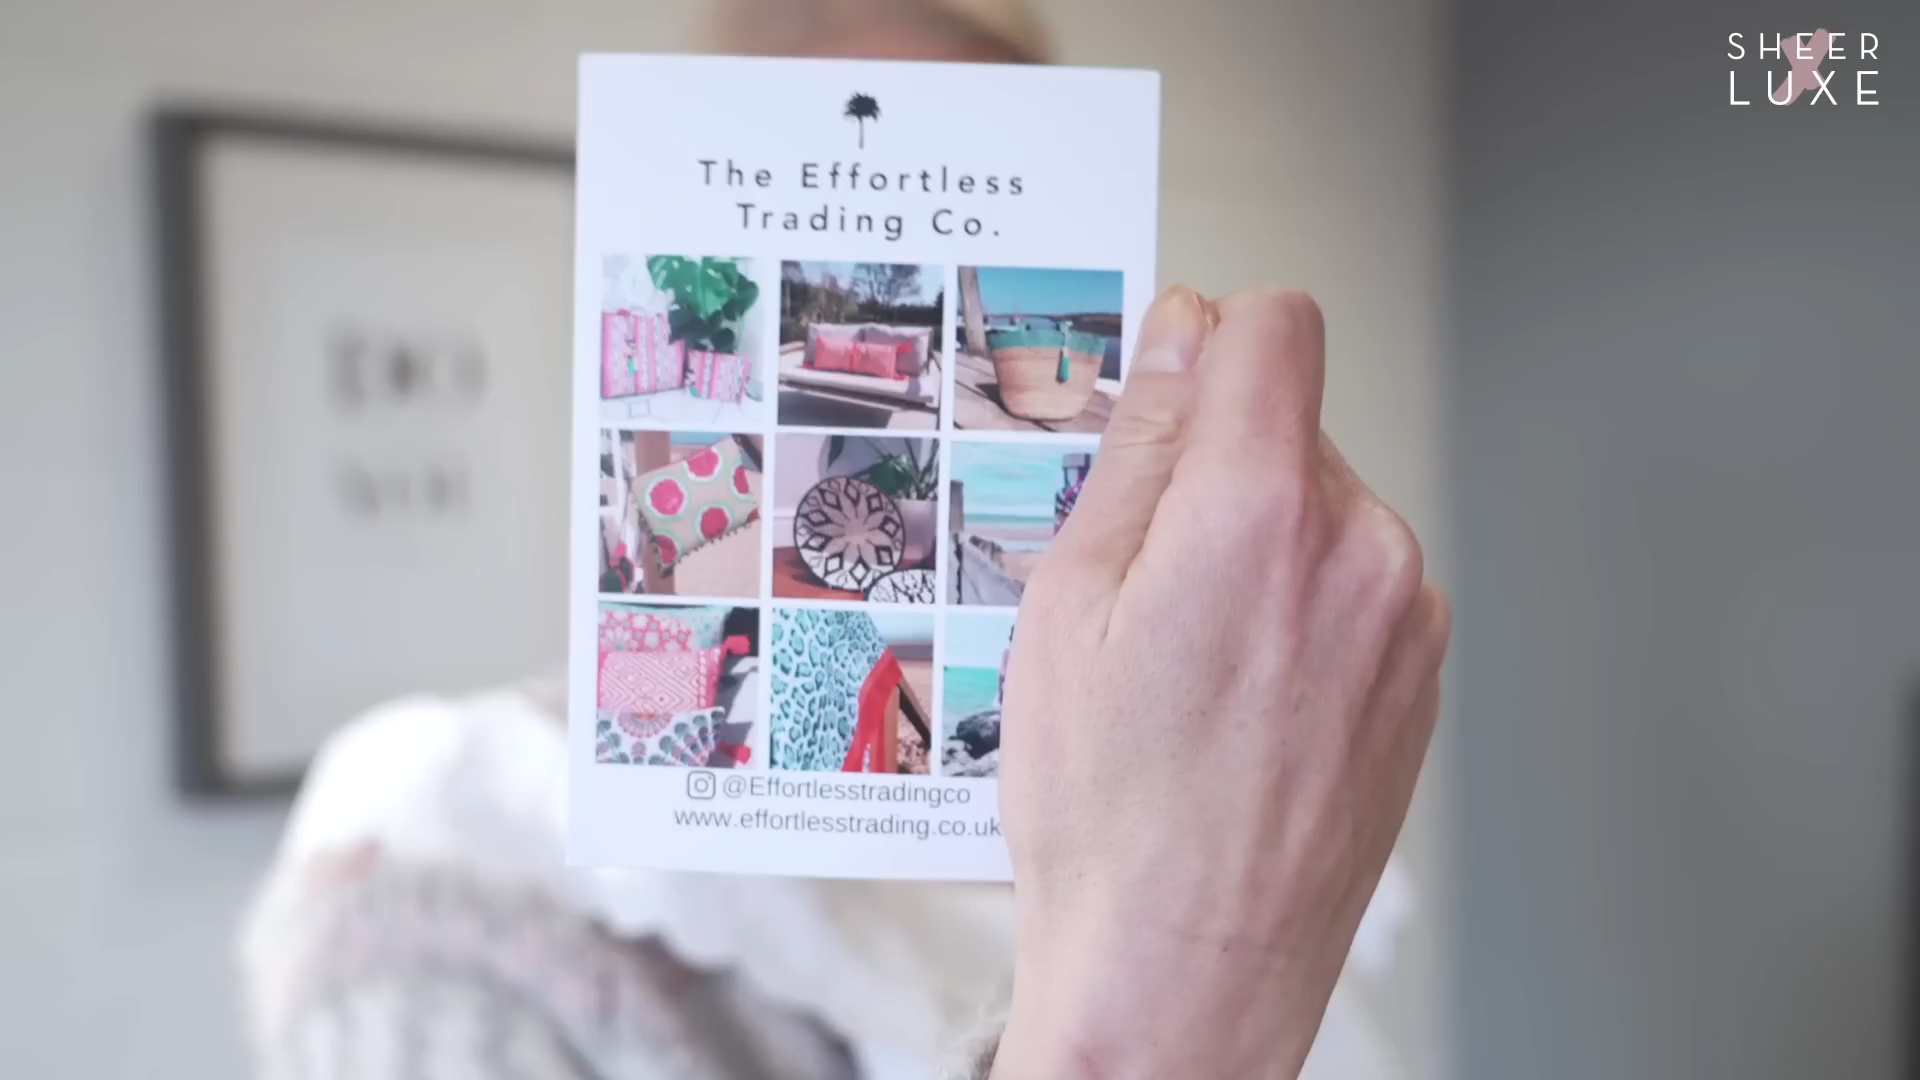 SHEER
LUXE
The Effortless
Trading Co.
@Effortlesstradingco
www.effortlesstrading.co.uk